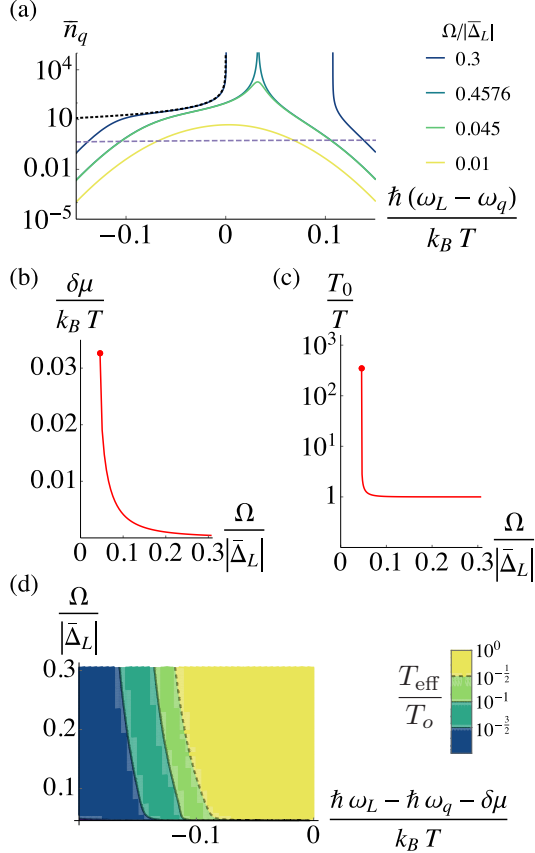 (a)
n̄_q
Ω/|Δ̄_L|
10^4
0.3
0.4576
10
0.045
0.01
0.01
10^-5
ħ (ω_L − ω_q)
k_B T
−0.1
0
0.1
(b)
δμ
k_B T
0.03
0.02
0.01
0
0.1
0.2
0.3
Ω
|Δ̄_L|
(c)
T_0
T
10^3
10^2
10^1
1
0
0.1
0.2
0.3
Ω
|Δ̄_L|
(d)
Ω
|Δ̄_L|
0.3
0.2
0.1
−0.1
0
T_eff
T_o
10^0
10^-1/2
10^-1
10^-3/2
ħ ω_L − ħ ω_q − δμ
k_B T